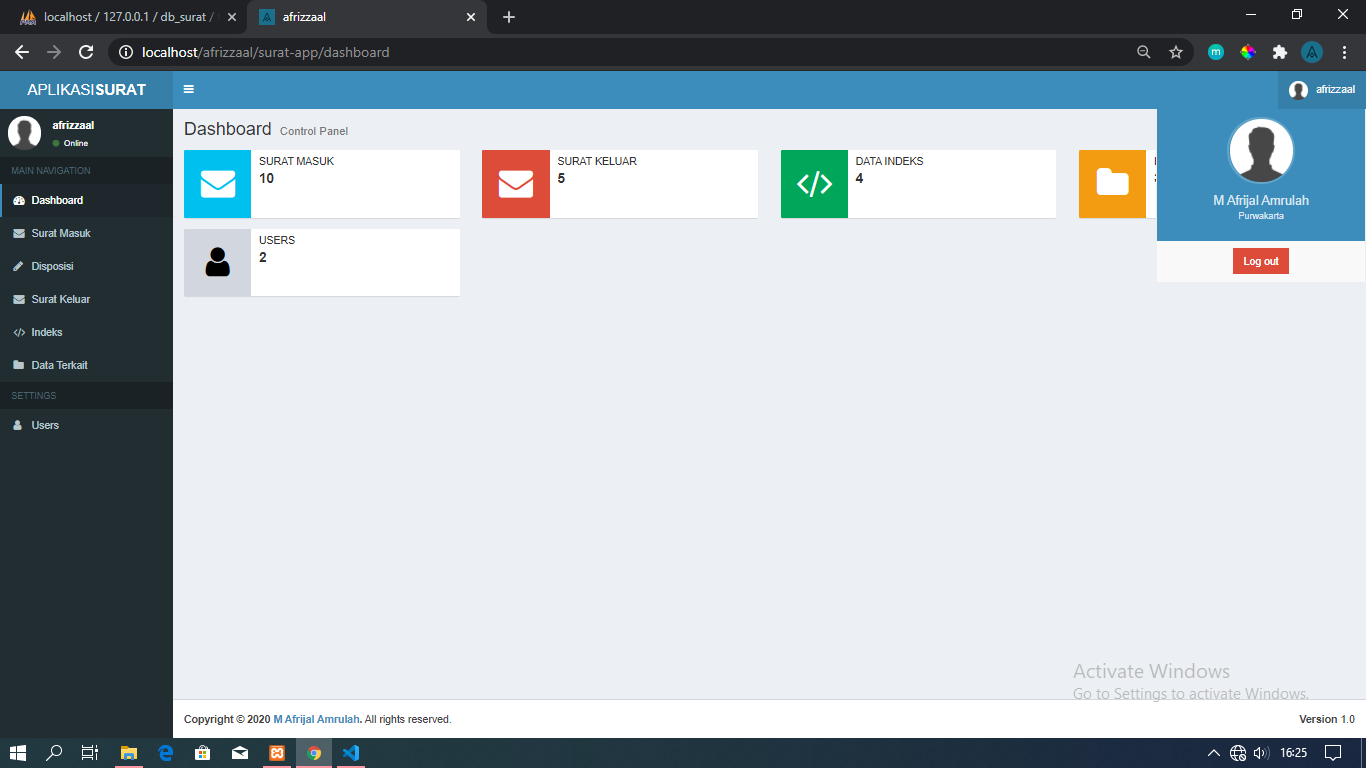 localhost / 127.0.0.1 / db_surat /
afrizzaal
localhost/afrizzaal/surat-app/dashboard
m
APLIKASISURAT
afrizzaal
afrizzaal
Online
MAIN NAVIGATION
Dashboard
Surat Masuk
Disposisi
Surat Keluar
Indeks
Data Terkait
SETTINGS
Users
Dashboard Control Panel
SURAT MASUK
10
SURAT KELUAR
5
DATA INDEKS
4
USERS
2
M Afrijal Amrulah
Purwakarta
Log out
Activate Windows
Go to Settings to activate Windows.
Copyright © 2020 M Afrijal Amrulah. All rights reserved.
Version 1.0
16:25